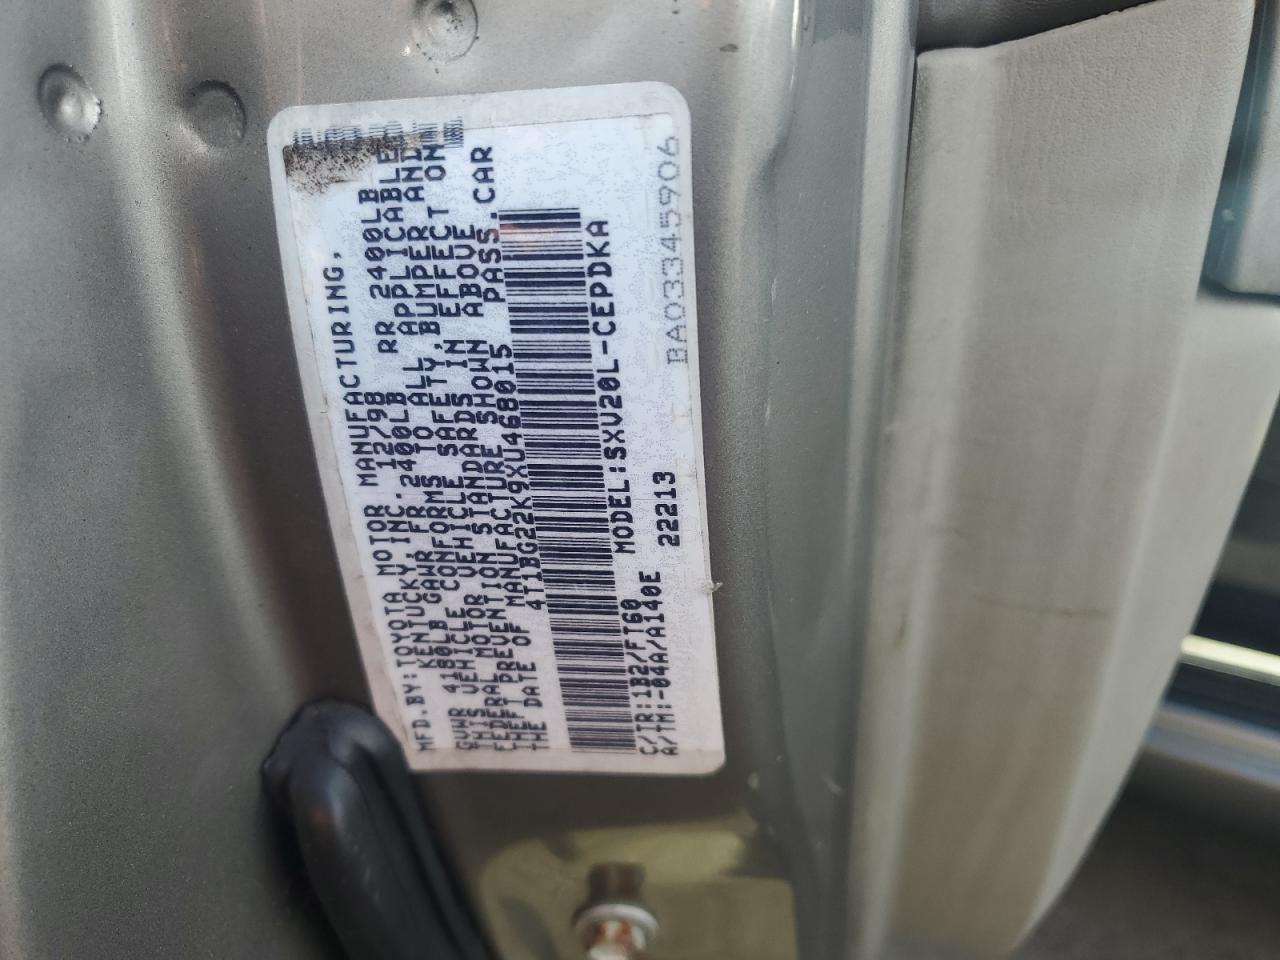 MFD.BY:TOYOTA MOTOR MANUFACTURING,
KENTUCKY,INC. 12/98
GVWR 4180LB GAWR FR 2400LB RR 2400LB
THIS VEHICLE CONFORMS TO ALL APPLICABLE
FEDERAL MOTOR VEHICLE SAFETY,BUMPER AND
THEFT PREVENTION STANDARDS IN EFFECT ON
THE DATE OF MANUFACTURE SHOWN ABOVE
4T1BG22K9XU468015 PASS.CAR
MODEL:SXV20L-CEPDKA
C/TR:1B2/FT60
A/TM:-04A/A140E 22213
BA03345906